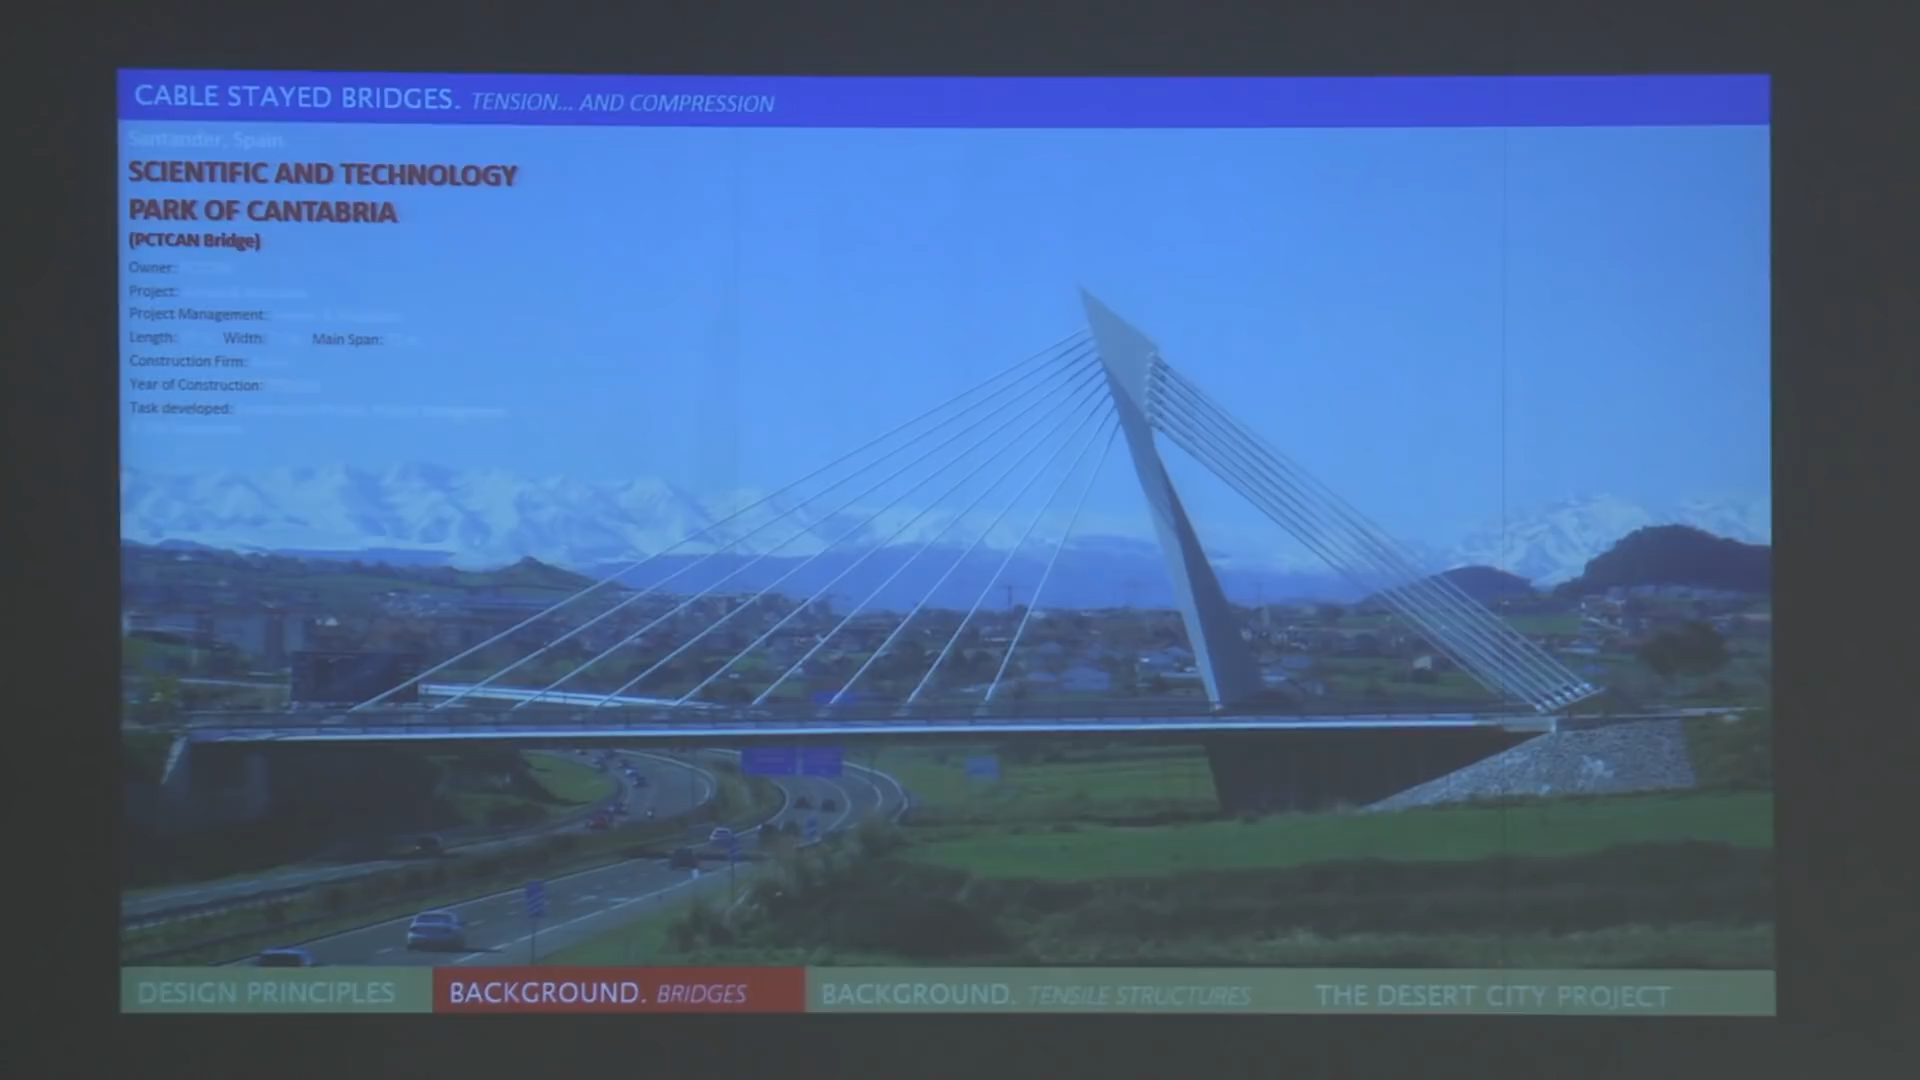 CABLE STAYED BRIDGES. TENSION... AND COMPRESSION
Santander, Spain
SCIENTIFIC AND TECHNOLOGY
PARK OF CANTABRIA
(PCTCAN Bridge)
Owner:
Project:
Project Management:
Length: Width: Main Span:
Construction Firm:
Year of Construction:
Task developed:
DESIGN PRINCIPLES BACKGROUND. BRIDGES BACKGROUND. TENSILE STRUCTURES THE DESERT CITY PROJECT